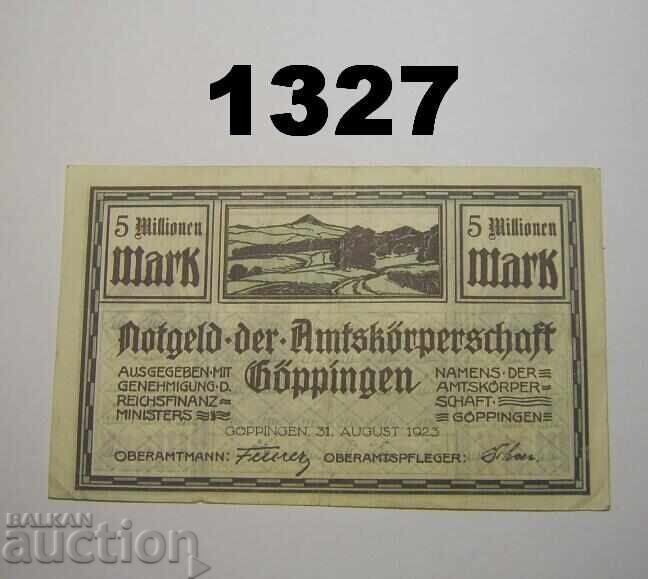 1327
5 Millionen
Mark
5 Millionen
Mark
Notgeld · der · Amtskörperschaft
Göppingen
AUSGEGEBEN · MIT
GENEHMIGUNG · D.
REICHSFINANZ=
MINISTERS
NAMENS · DER
AMTSKÖRPER=
SCHAFT ·
GÖPPINGEN
GÖPPINGEN, 31. AUGUST 1923
OBERAMTMANN:
OBERAMTSPFLEGER:
BALKAN
auction